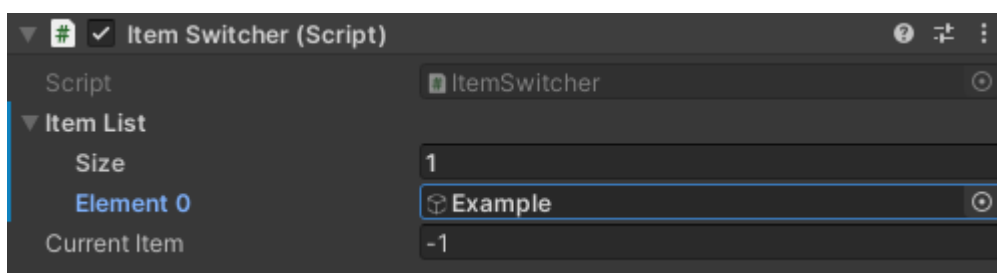 Item Switcher (Script)
Script ItemSwitcher
Item List
Size 1
Element 0 Example
Current Item -1